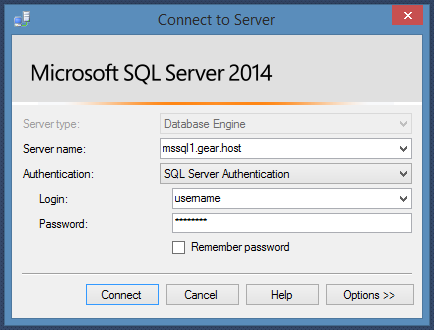 Connect to Server
Microsoft SQL Server 2014
Server type: Database Engine
Server name: mssql1.gear.host
Authentication: SQL Server Authentication
Login: username
Password: ********
Remember password
Connect Cancel Help Options >>